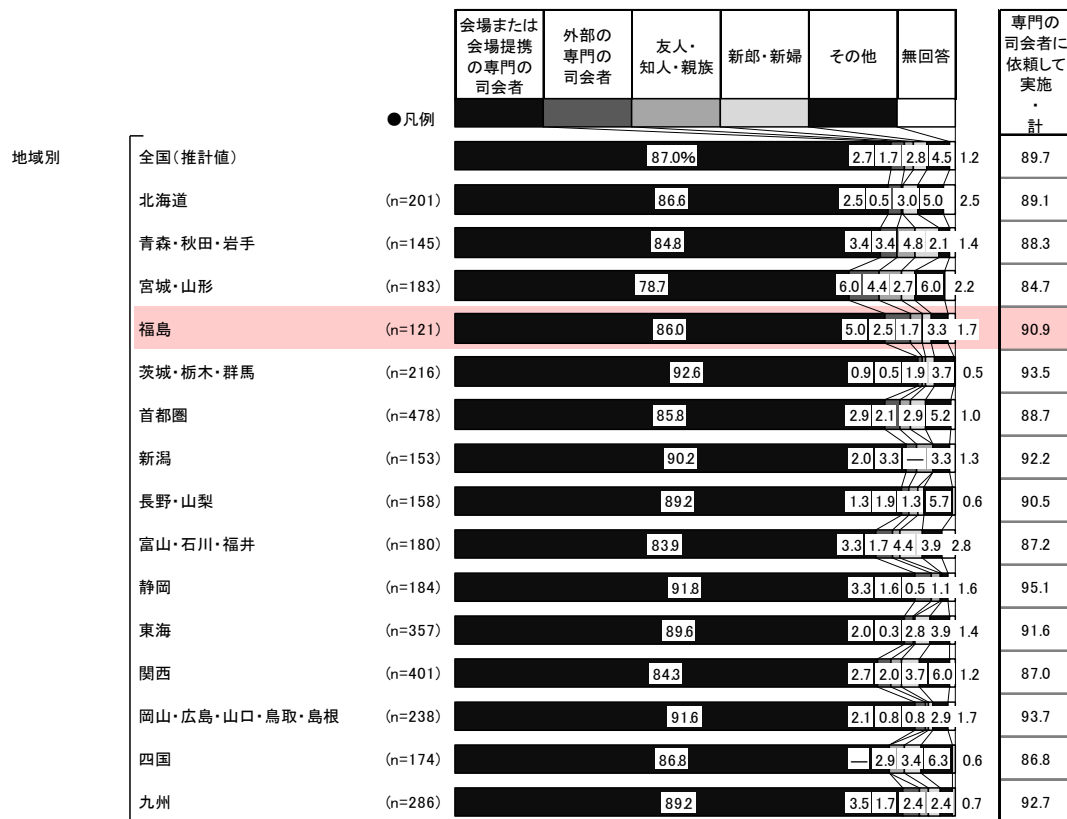 会場または
会場提携
の専門の
司会者
外部の
専門の
司会者
友人・
知人・親族
新郎・新婦
その他
無回答
専門の
司会者に
依頼して
実施
・
計
●凡例
地域別
全国(推計値) 87.0% 2.7 1.7 2.8 4.5 1.2 89.7
北海道 (n=201) 86.6 2.5 0.5 3.0 5.0 2.5 89.1
青森・秋田・岩手 (n=145) 84.8 3.4 3.4 4.8 2.1 1.4 88.3
宮城・山形 (n=183) 78.7 6.0 4.4 2.7 6.0 2.2 84.7
福島 (n=121) 86.0 5.0 2.5 1.7 3.3 1.7 90.9
茨城・栃木・群馬 (n=216) 92.6 0.9 0.5 1.9 3.7 0.5 93.5
首都圏 (n=478) 85.8 2.9 2.1 2.9 5.2 1.0 88.7
新潟 (n=153) 90.2 2.0 3.3 — 3.3 1.3 92.2
長野・山梨 (n=158) 89.2 1.3 1.9 1.3 5.7 0.6 90.5
富山・石川・福井 (n=180) 83.9 3.3 1.7 4.4 3.9 2.8 87.2
静岡 (n=184) 91.8 3.3 1.6 0.5 1.1 1.6 95.1
東海 (n=357) 89.6 2.0 0.3 2.8 3.9 1.4 91.6
関西 (n=401) 84.3 2.7 2.0 3.7 6.0 1.2 87.0
岡山・広島・山口・鳥取・島根 (n=238) 91.6 2.1 0.8 0.8 2.9 1.7 93.7
四国 (n=174) 86.8 — 2.9 3.4 6.3 0.6 86.8
九州 (n=286) 89.2 3.5 1.7 2.4 2.4 0.7 92.7